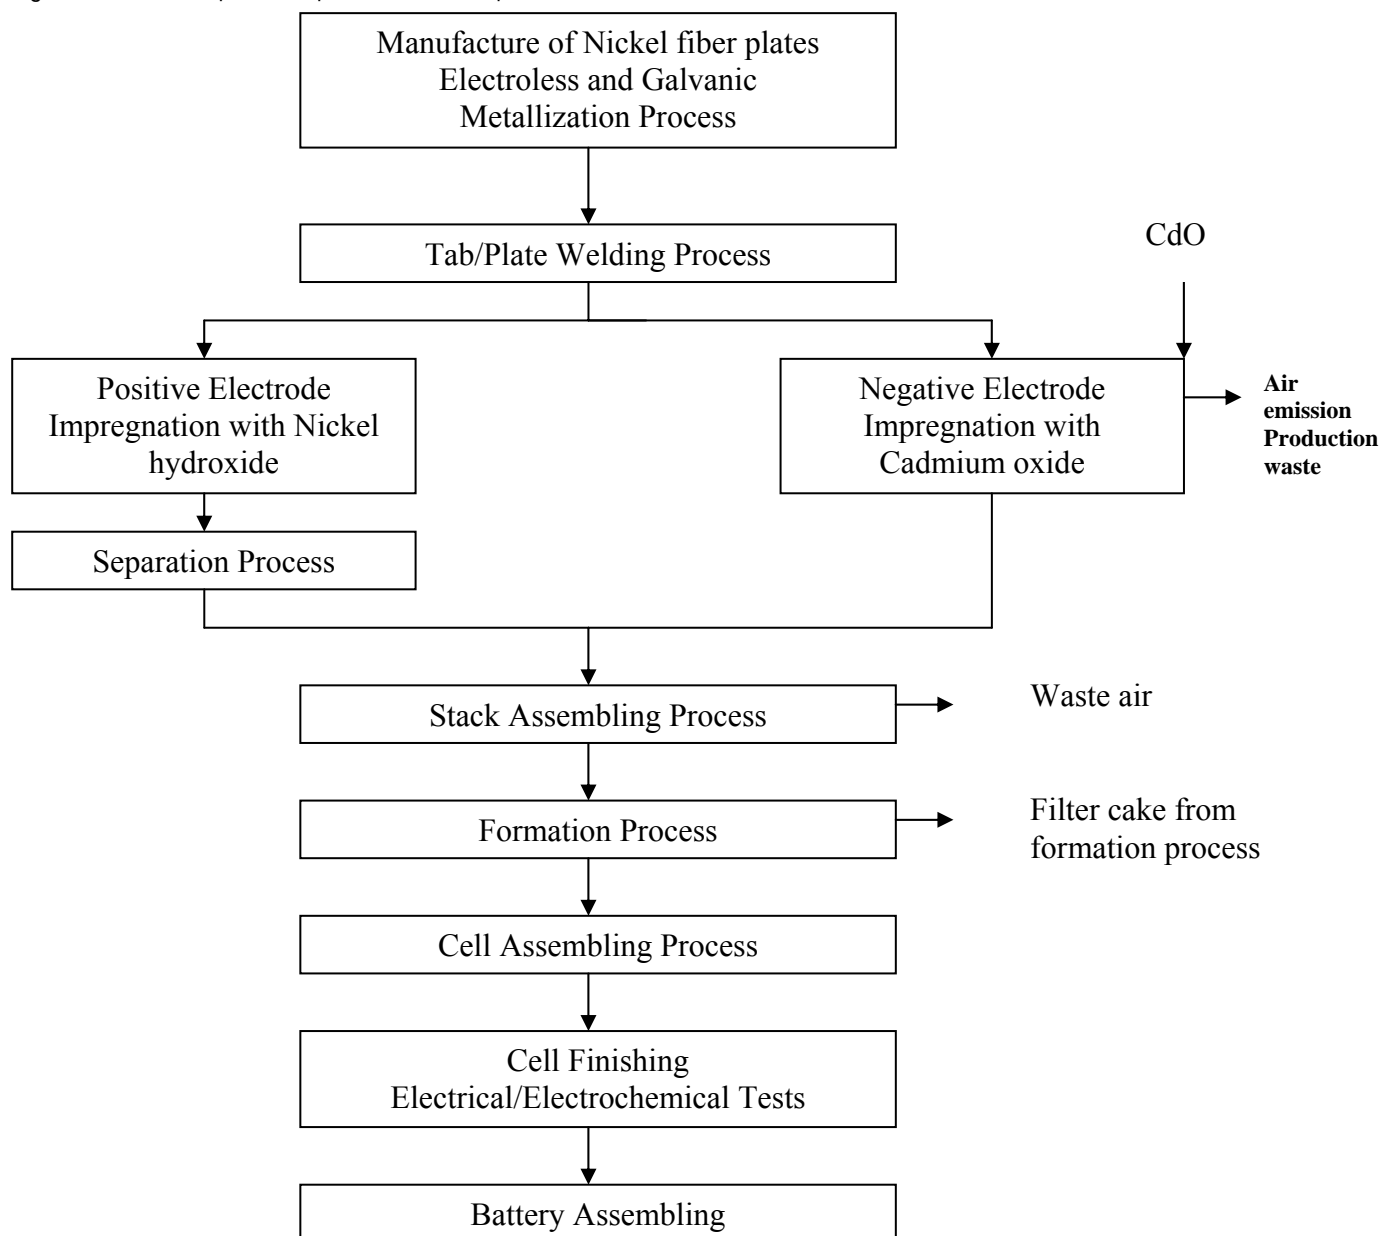 Manufacture of Nickel fiber plates
Electroless and Galvanic
Metallization Process
Tab/Plate Welding Process
CdO
Positive Electrode
Impregnation with Nickel
hydroxide
Negative Electrode
Impregnation with
Cadmium oxide
Air
emission
Production
waste
Separation Process
Stack Assembling Process
Waste air
Formation Process
Filter cake from
formation process
Cell Assembling Process
Cell Finishing
Electrical/Electrochemical Tests
Battery Assembling